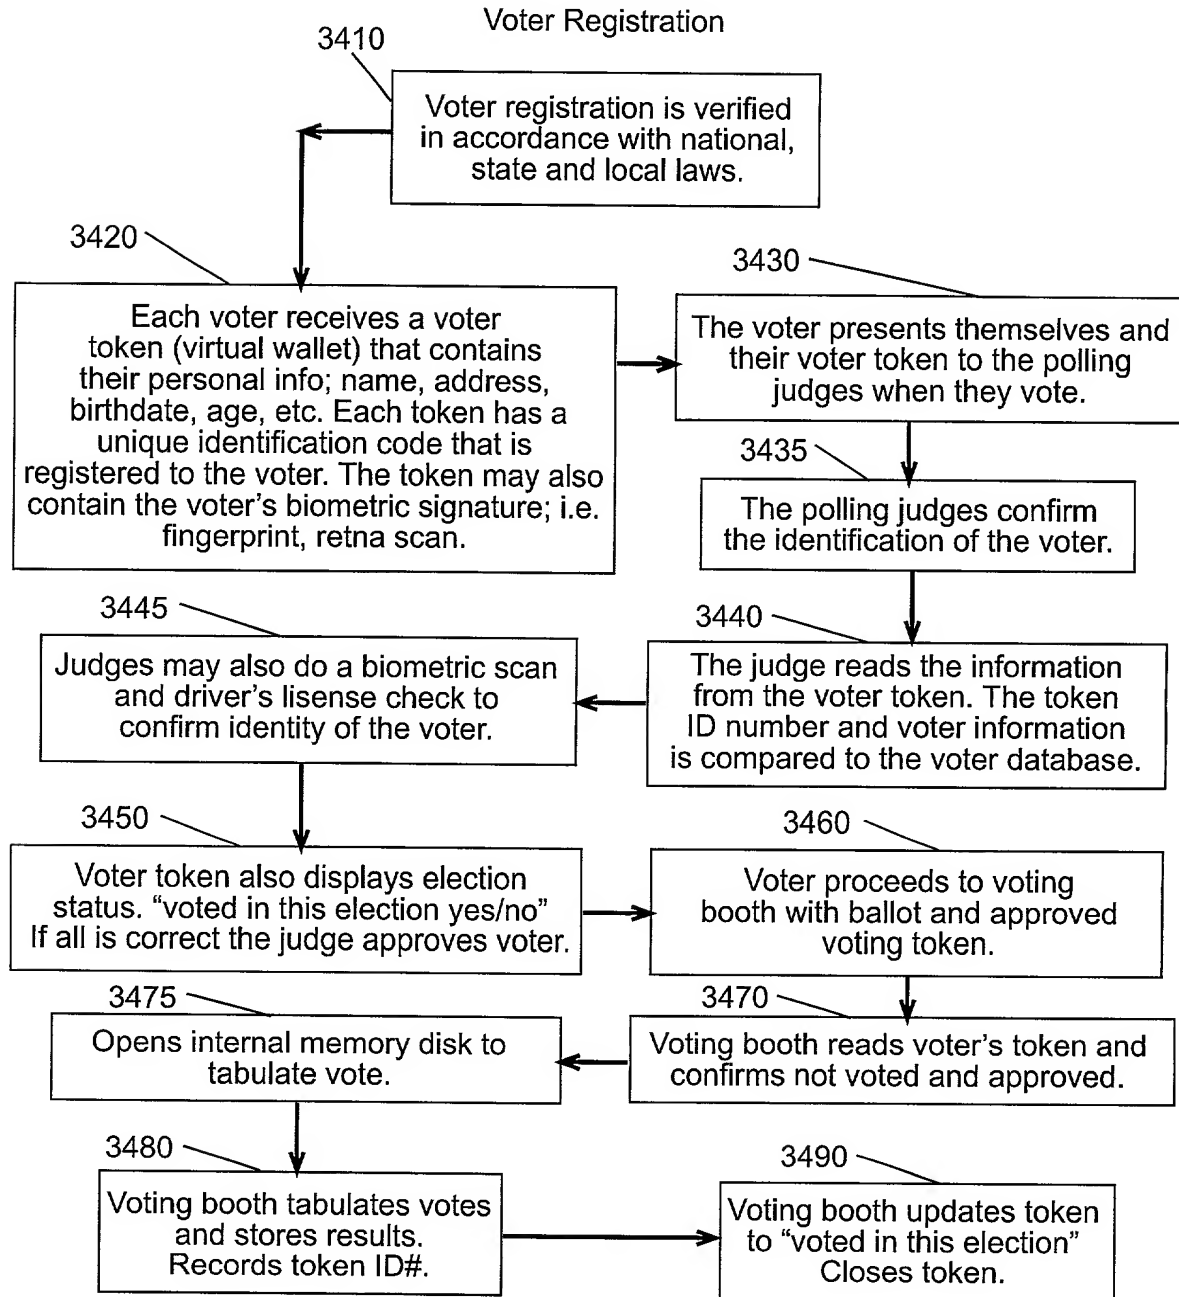 Voter Registration
3410
Voter registration is verified
in accordance with national,
state and local laws.
3420
Each voter receives a voter
token (virtual wallet) that contains
their personal info; name, address,
birthdate, age, etc. Each token has a
unique identification code that is
registered to the voter. The token may also
contain the voter's biometric signature; i.e.
fingerprint, retna scan.
3430
The voter presents themselves and
their voter token to the polling
judges when they vote.
3435
The polling judges confirm
the identification of the voter.
3440
The judge reads the information
from the voter token. The token
ID number and voter information
is compared to the voter database.
3445
Judges may also do a biometric scan
and driver's lisense check to
confirm identity of the voter.
3450
Voter token also displays election
status. “voted in this election yes/no”
If all is correct the judge approves voter.
3460
Voter proceeds to voting
booth with ballot and approved
voting token.
3470
Voting booth reads voter's token and
confirms not voted and approved.
3475
Opens internal memory disk to
tabulate vote.
3480
Voting booth tabulates votes
and stores results.
Records token ID#.
3490
Voting booth updates token
to “voted in this election”
Closes token.